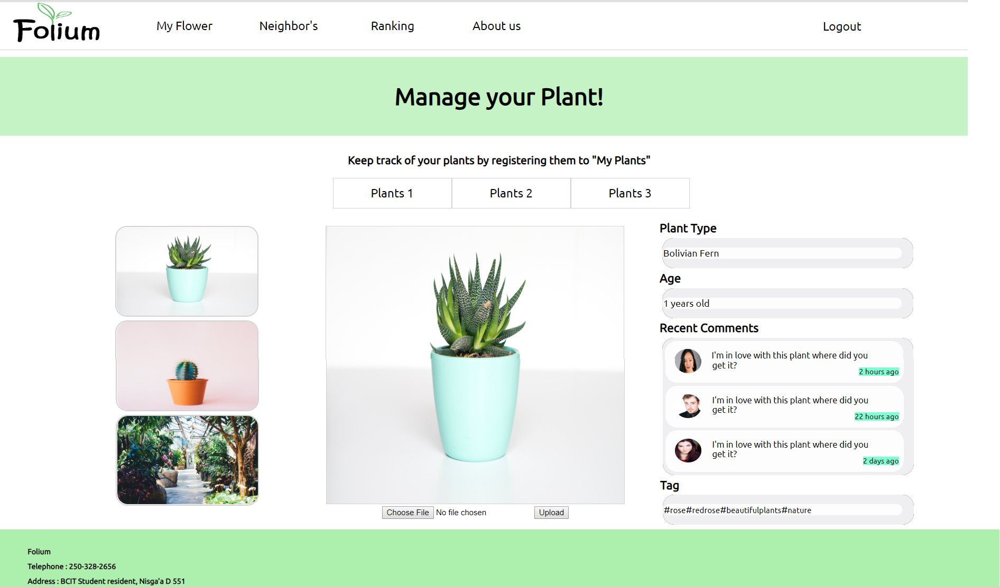 Folium
My Flower
Neighbor's
Ranking
About us
Logout
Manage your Plant!
Keep track of your plants by registering them to "My Plants"
Plants 1
Plants 2
Plants 3
Plant Type
Bolivian Fern
Age
1 years old
Recent Comments
I'm in love with this plant where did you
get it?
2 hours ago
I'm in love with this plant where did you
get it?
22 hours ago
I'm in love with this plant where did you
get it?
2 days ago
Tag
#rose#redrose#beautifulplants#nature
Choose File No file chosen
Upload
Folium
Telephone : 250-328-2656
Address : BCIT Student resident, Nisga'a D 551